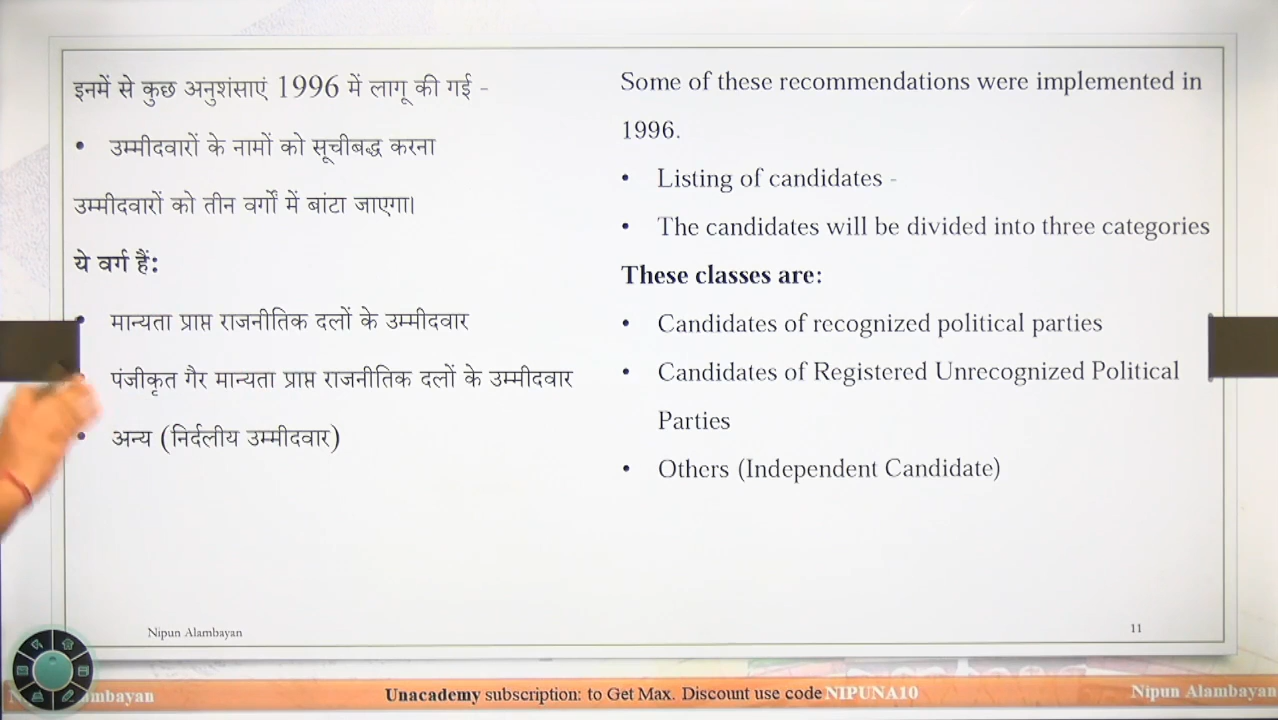 इनमें से कुछ अनुशंसाएं 1996 में लागू की गई -
• उम्मीदवारों के नामों को सूचीबद्ध करना
उम्मीदवारों को तीन वर्गों में बांटा जाएगा।
ये वर्ग हैं:
• मान्यता प्राप्त राजनीतिक दलों के उम्मीदवार
• पंजीकृत गैर मान्यता प्राप्त राजनीतिक दलों के उम्मीदवार
• अन्य (निर्दलीय उम्मीदवार)
Some of these recommendations were implemented in
1996.
• Listing of candidates -
• The candidates will be divided into three categories
These classes are:
• Candidates of recognized political parties
• Candidates of Registered Unrecognized Political
Parties
• Others (Independent Candidate)
Nipun Alambayan
11
mbayan
Unacademy subscription: to Get Max. Discount use code NIPUNA10
Nipun Alambayan